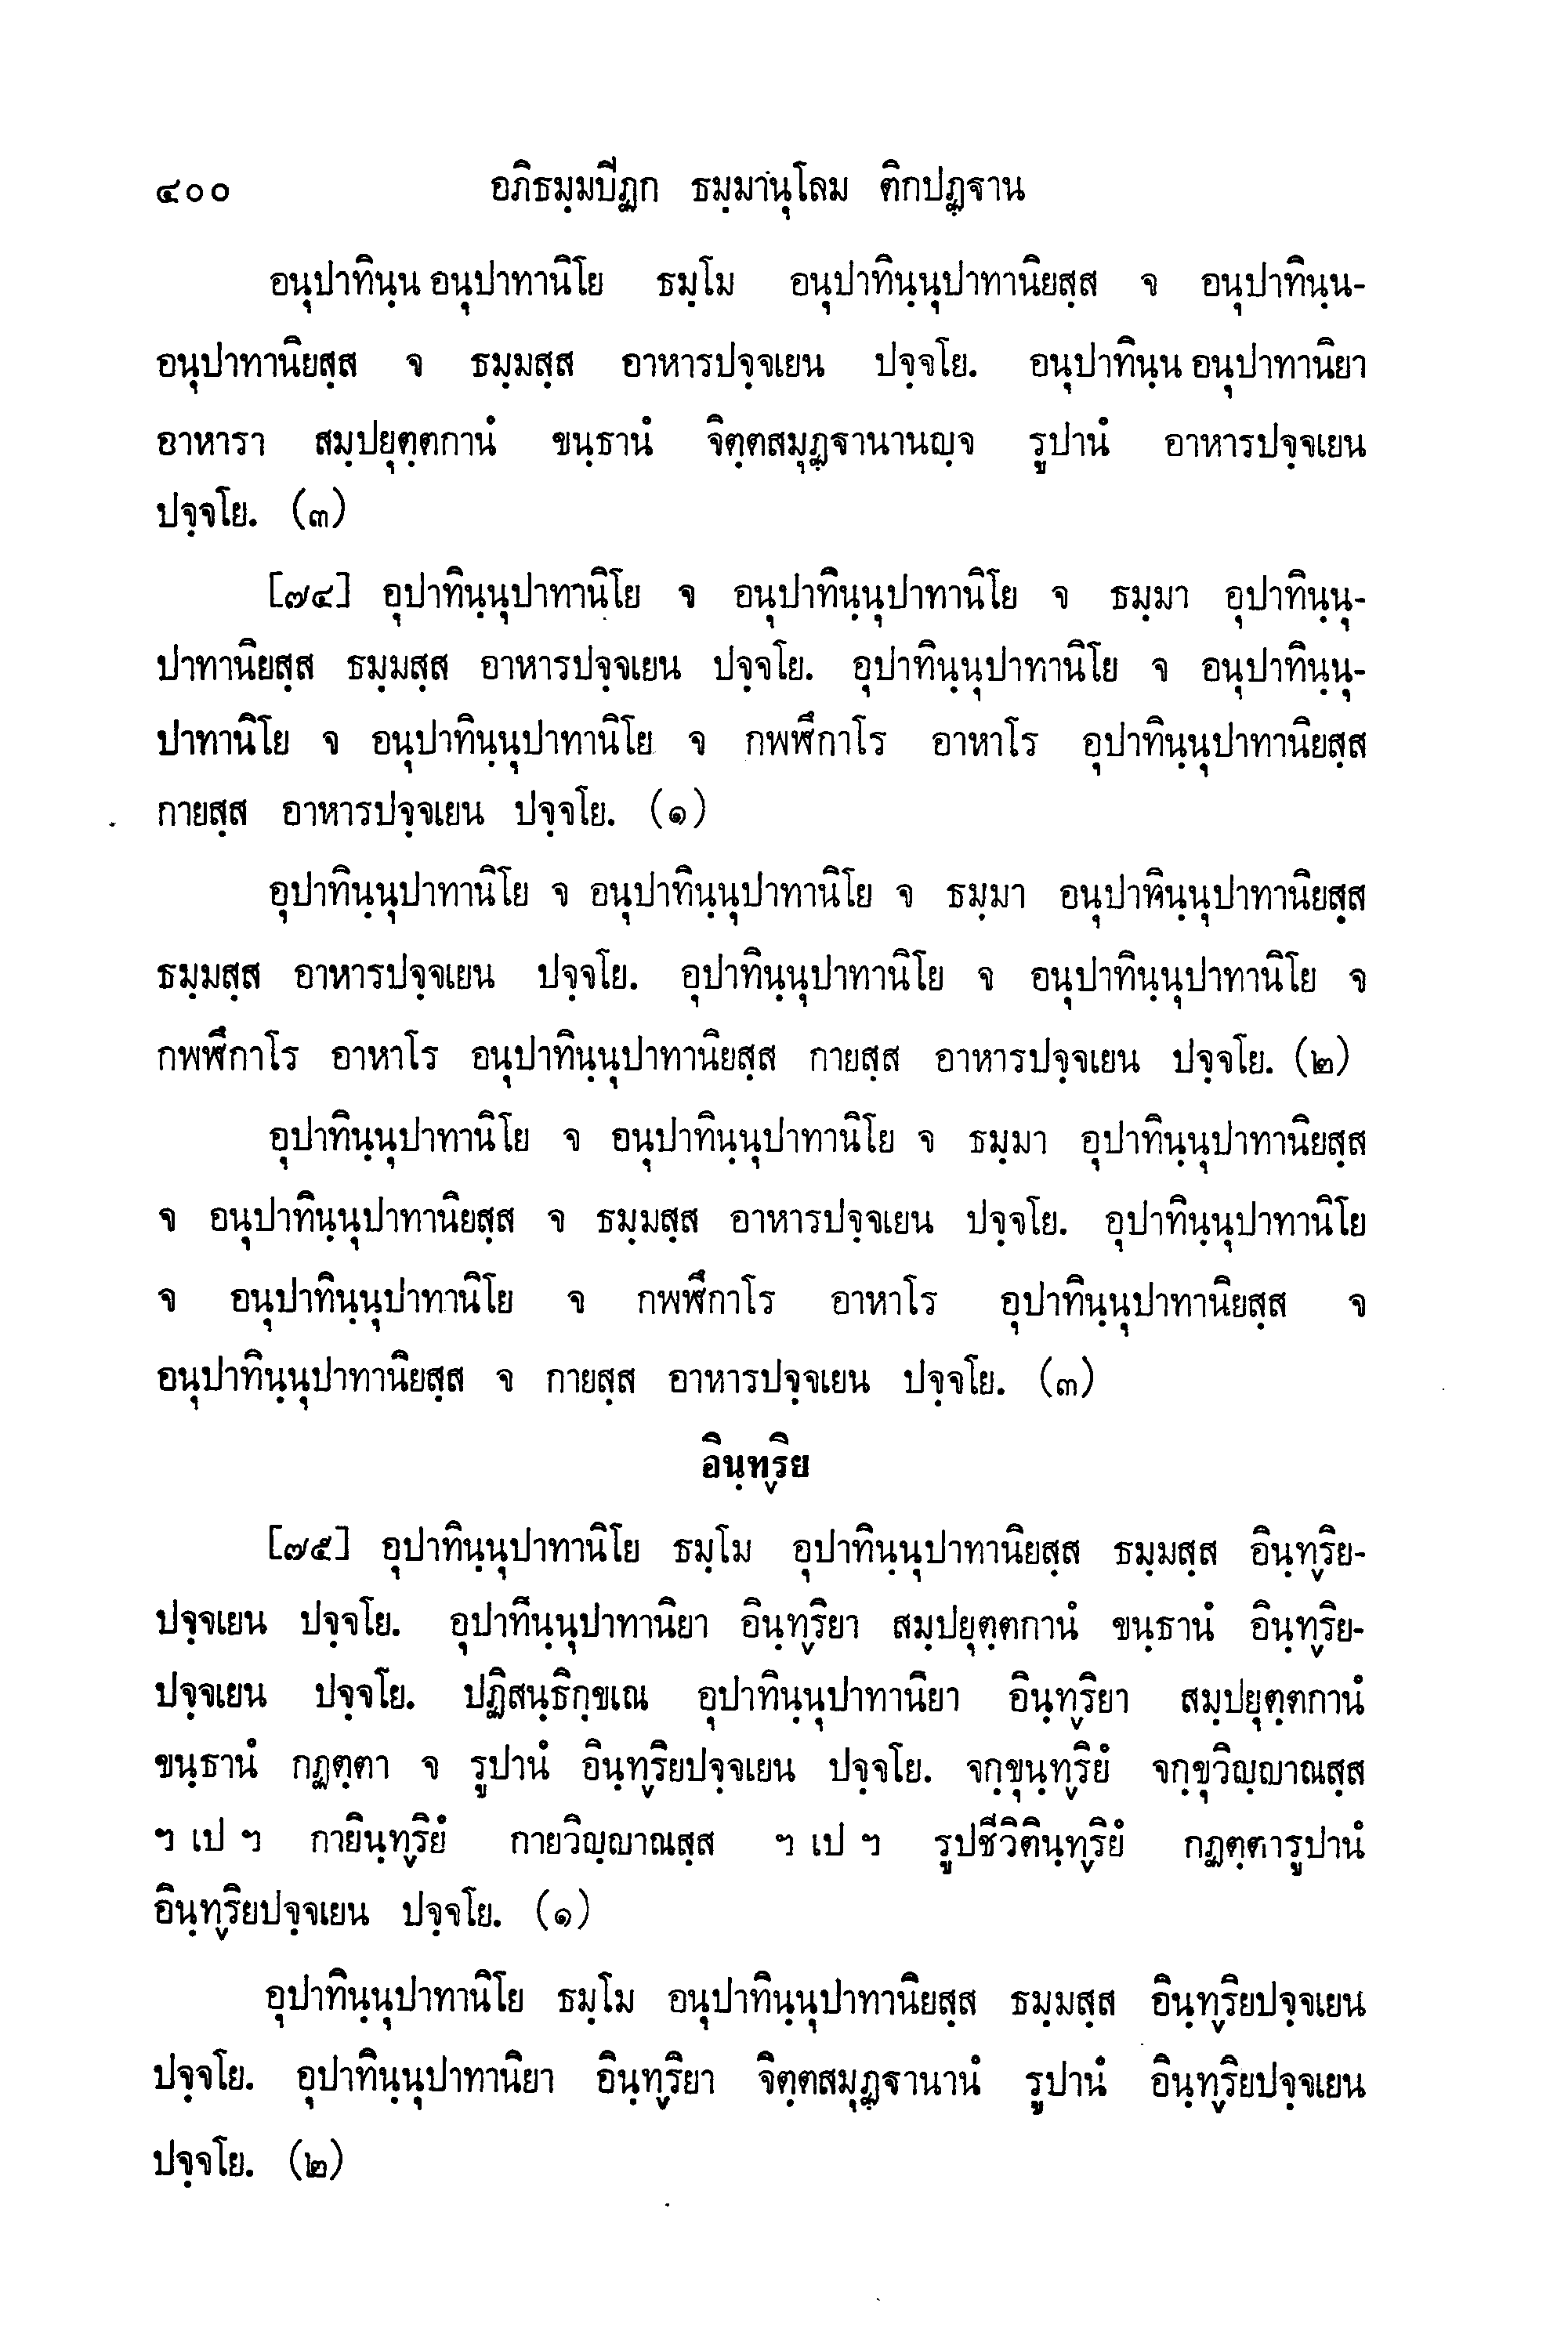 ๔๐๐ อภิธมฺมปีฏก ธมฺมานุโลม ติกปฏฺฐาน
อนุปาทินฺน อนุปาทานิโย ธมฺโม อนุปาทินฺนุปาทานิยสฺส จ อนุปาทินฺน-
อนุปาทานิยสฺส จ ธมฺมสฺส อาหารปจฺจเยน ปจฺจโย. อนุปาทินฺน อนุปาทานิยา
อาหารา สมฺปยุตฺตกานํ ขนฺธานํ จิตฺตสมุฏฺฐานานญฺจ รูปานํ อาหารปจฺจเยน
ปจฺจโย. (๓)
[๗๔] อุปาทินฺนุปาทานิโย จ อนุปาทินฺนุปาทานิโย จ ธมฺมา อุปาทินฺนุ-
ปาทานิยสฺส ธมฺมสฺส อาหารปจฺจเยน ปจฺจโย. อุปาทินฺนุปาทานิโย จ อนุปาทินฺนุ-
ปาทานิโย จ อนุปาทินฺนุปาทานิโย จ กพฬีกาโร อาหาโร อุปาทินฺนุปาทานิยสฺส
กายสฺส อาหารปจฺจเยน ปจฺจโย. (๑)
อุปาทินฺนุปาทานิโย จ อนุปาทินฺนุปาทานิโย จ ธมฺมา อนุปาทินฺนุปาทานิยสฺส
ธมฺมสฺส อาหารปจฺจเยน ปจฺจโย. อุปาทินฺนุปาทานิโย จ อนุปาทินฺนุปาทานิโย จ
กพฬีกาโร อาหาโร อนุปาทินฺนุปาทานิยสฺส กายสฺส อาหารปจฺจเยน ปจฺจโย. (๒)
อุปาทินฺนุปาทานิโย จ อนุปาทินฺนุปาทานิโย จ ธมฺมา อุปาทินฺนุปาทานิยสฺส
จ อนุปาทินฺนุปาทานิยสฺส จ ธมฺมสฺส อาหารปจฺจเยน ปจฺจโย. อุปาทินฺนุปาทานิโย
จ อนุปาทินฺนุปาทานิโย จ กพฬีกาโร อาหาโร อุปาทินฺนุปาทานิยสฺส จ
อนุปาทินฺนุปาทานิยสฺส จ กายสฺส อาหารปจฺจเยน ปจฺจโย. (๓)
อินฺทฺริย
[๗๕] อุปาทินฺนุปาทานิโย ธมฺโม อุปาทินฺนุปาทานิยสฺส ธมฺมสฺส อินฺทฺริย-
ปจฺจเยน ปจฺจโย. อุปาทินฺนุปาทานิยา อินฺทฺริยา สมฺปยุตฺตกานํ ขนฺธานํ อินฺทฺริย-
ปจฺจเยน ปจฺจโย. ปฏิสนฺธิกฺขเณ อุปาทินฺนุปาทานิยา อินฺทฺริยา สมฺปยุตฺตกานํ
ขนฺธานํ กฏตฺตา จ รูปานํ อินฺทฺริยปจฺจเยน ปจฺจโย. จกฺขุนฺทฺริยํ จกฺขุวิญฺญาณสฺส
ฯ เป ฯ กายินฺทฺริยํ กายวิญฺญาณสฺส ฯ เป ฯ รูปชีวิตินฺทฺริยํ กฏตฺตารูปานํ
อินฺทฺริยปจฺจเยน ปจฺจโย. (๑)
อุปาทินฺนุปาทานิโย ธมฺโม อนุปาทินฺนุปาทานิยสฺส ธมฺมสฺส อินฺทฺริยปจฺจเยน
ปจฺจโย. อุปาทินฺนุปาทานิยา อินฺทฺริยา จิตฺตสมุฏฺฐานานํ รูปานํ อินฺทฺริยปจฺจเยน
ปจฺจโย. (๒)